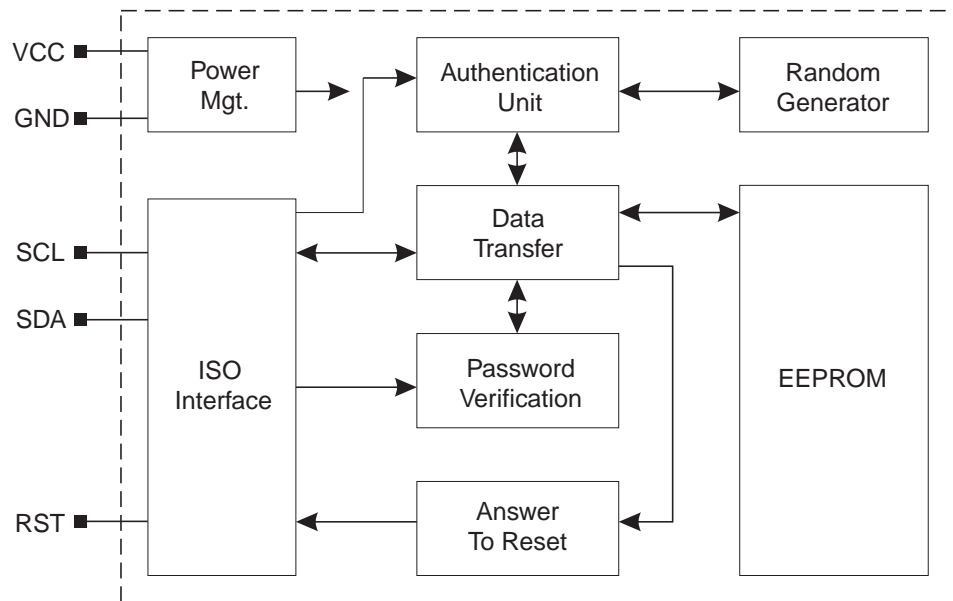 VCC
GND
Power
Mgt.
Authentication
Unit
Random
Generator
SCL
SDA
RST
ISO
Interface
Data
Transfer
Password
Verification
Answer
To Reset
EEPROM